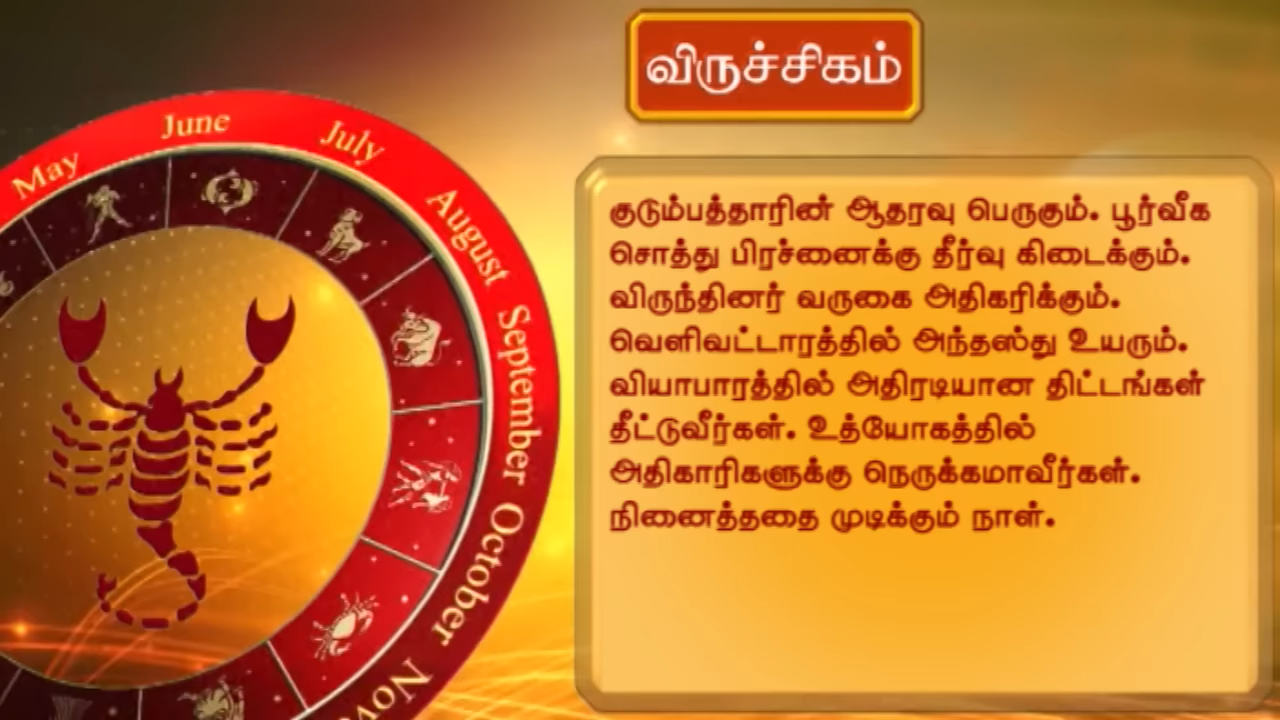 விருச்சிகம்
May
June
July
August
September
October
Nov
குடும்பத்தாரின் ஆதரவு பெருகும். பூர்வீக
சொத்து பிரச்னைக்கு தீர்வு கிடைக்கும்.
விருந்தினர் வருகை அதிகரிக்கும்.
வெளிவட்டாரத்தில் அந்தஸ்து உயரும்.
வியாபாரத்தில் அதிரடியான திட்டங்கள்
தீட்டுவீர்கள். உத்யோகத்தில்
அதிகாரிகளுக்கு நெருக்கமாவீர்கள்.
நினைத்ததை முடிக்கும் நாள்.